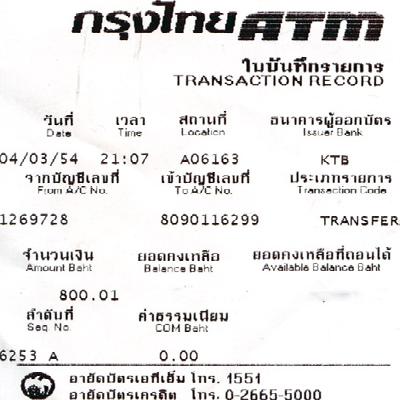 กรุงไทย ATM
ใบบันทึกรายการ
TRANSACTION RECORD
วันที่ เวลา สถานที่ ธนาคารผู้ออกบัตร
Date Time Location Issuer Bank
04/03/54 21:07 A06163 KTB
จากบัญชีเลขที่ เข้าบัญชีเลขที่ ประเภทรายการ
From A/C No. To A/C No. Transaction Code
1269728 8090116299 TRANSFER
จำนวนเงิน ยอดคงเหลือ ยอดคงเหลือที่ถอนได้
Amount Baht Balance Baht Available Balance Baht
800.01
ลำดับที่ ค่าธรรมเนียม
Seq. No. COM Baht
6253 A 0.00
อายัดบัตรเอทีเอ็ม โทร. 1551
อายัดบัตรเครดิต โทร. 0-2665-5000